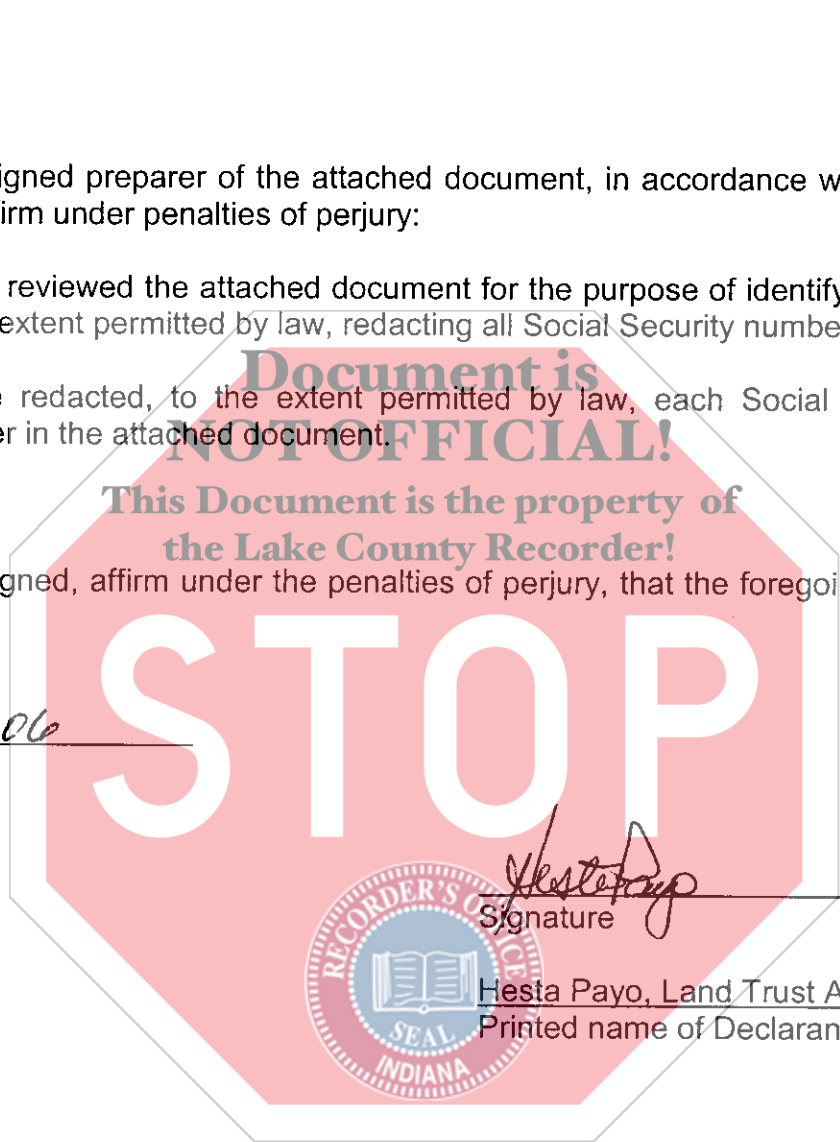 igned preparer of the attached document, in accordance w
irm under penalties of perjury:
reviewed the attached document for the purpose of identify
extent permitted by law, redacting all Social Security numbe
Document is
redacted, to the extent permitted by law, each Social
er in the attached document.
NOT OFFICIAL!
This Document is the property of
the Lake County Recorder!
gned, affirm under the penalties of perjury, that the foregoi
STOP
06
Hesta Payo
Signature
RECORDER'S OFFICE
SEAL
INDIANA
Hesta Payo, Land Trust A
Printed name of Declaran